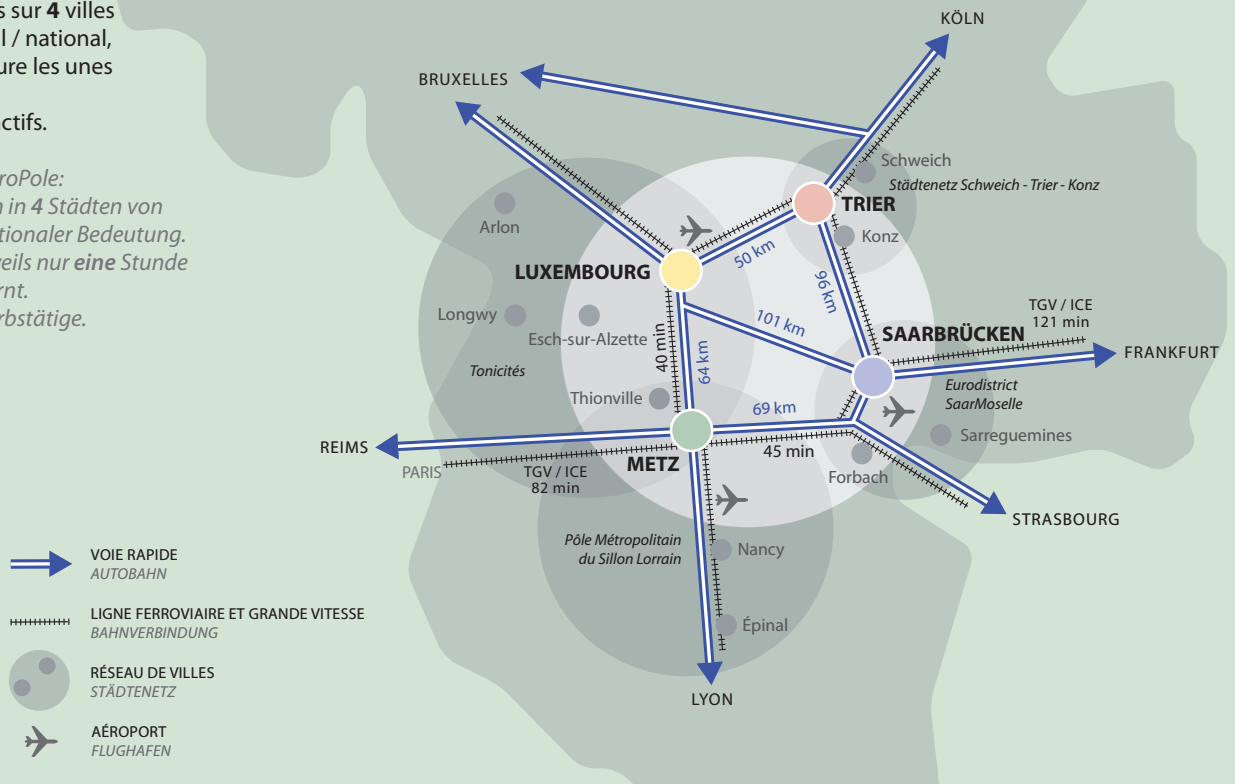 s sur 4 villes
l / national,
ure les unes
ctifs.
roPole:
n in 4 Städten von
tionaler Bedeutung.
veils nur eine Stunde
rnt.
rbstätige.
KÖLN
BRUXELLES
Schweich
Städtenetz Schweich - Trier - Konz
Arlon
TRIER
Konz
LUXEMBOURG
50 km
96 km
Longwy
Esch-sur-Alzette
101 km
TGV / ICE
121 min
SAARBRÜCKEN
FRANKFURT
40 min
64 km
Tonicités
Eurodistrict
SaarMoselle
Thionville
69 km
Sarreguemines
REIMS
METZ
45 min
PARIS
TGV / ICE
82 min
Forbach
STRASBOURG
Pôle Métropolitain
du Sillon Lorrain
Nancy
Épinal
LYON
VOIE RAPIDE
AUTOBAHN
LIGNE FERROVIAIRE ET GRANDE VITESSE
BAHNVERBINDUNG
RÉSEAU DE VILLES
STÄDTENETZ
AÉROPORT
FLUGHAFEN